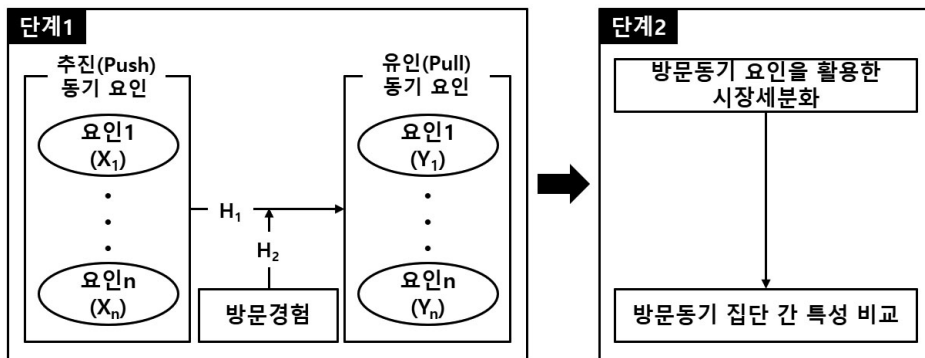 단계1
추진(Push)
동기 요인
요인1
(X₁)
요인n
(Xₙ)
H₁
H₂
방문경험
유인(Pull)
동기 요인
요인1
(Y₁)
요인n
(Yₙ)
단계2
방문동기 요인을 활용한
시장세분화
방문동기 집단 간 특성 비교